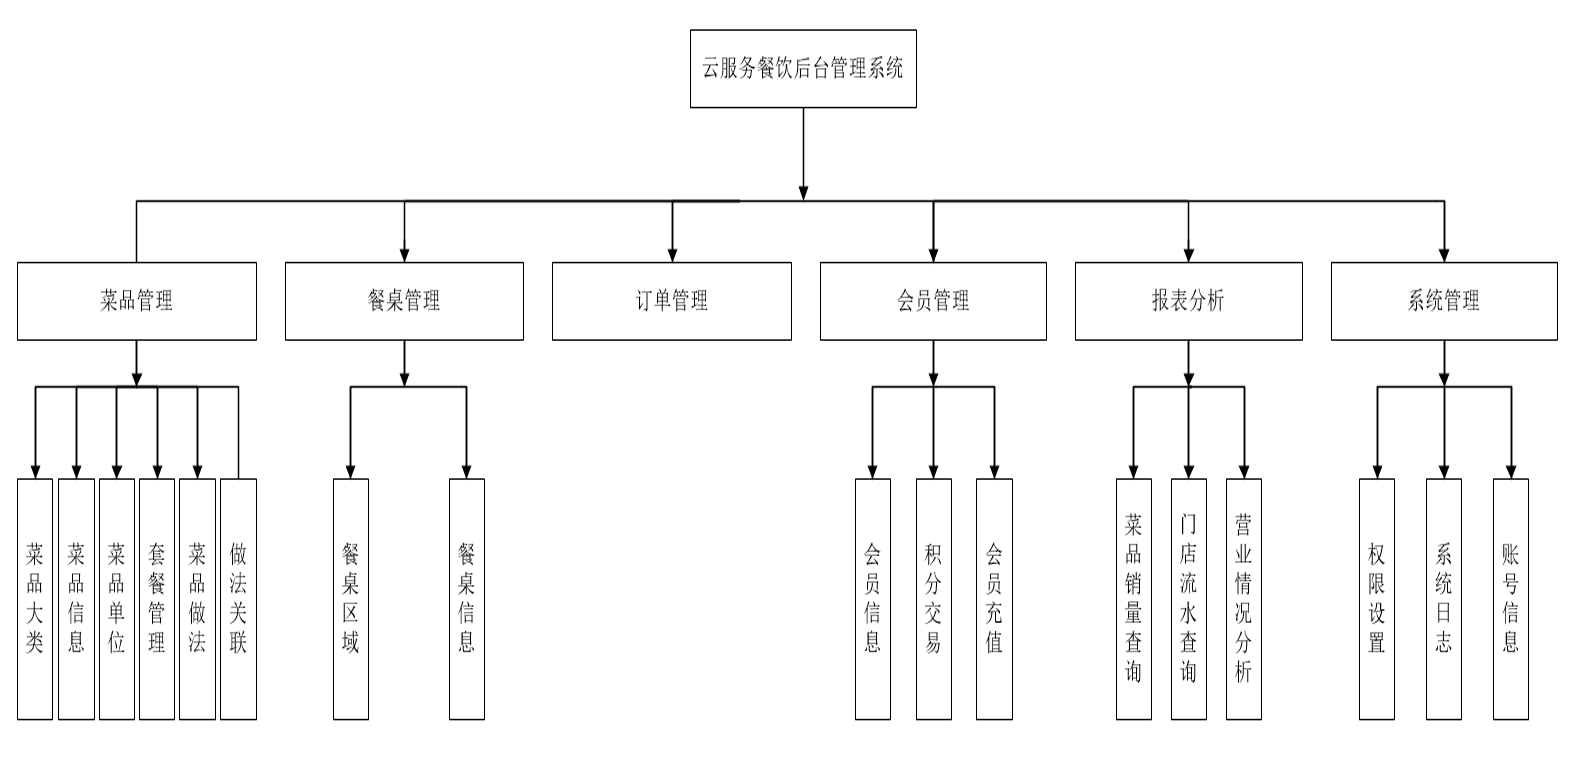 云服务餐饮后台管理系统
菜品管理
餐桌管理
订单管理
会员管理
报表分析
系统管理
菜品大类
菜品信息
菜品单位
套餐管理
菜品做法
做法关联
餐桌区域
餐桌信息
会员信息
积分交易
会员充值
菜品销量查询
门店流水查询
营业情况分析
权限设置
系统日志
账号信息